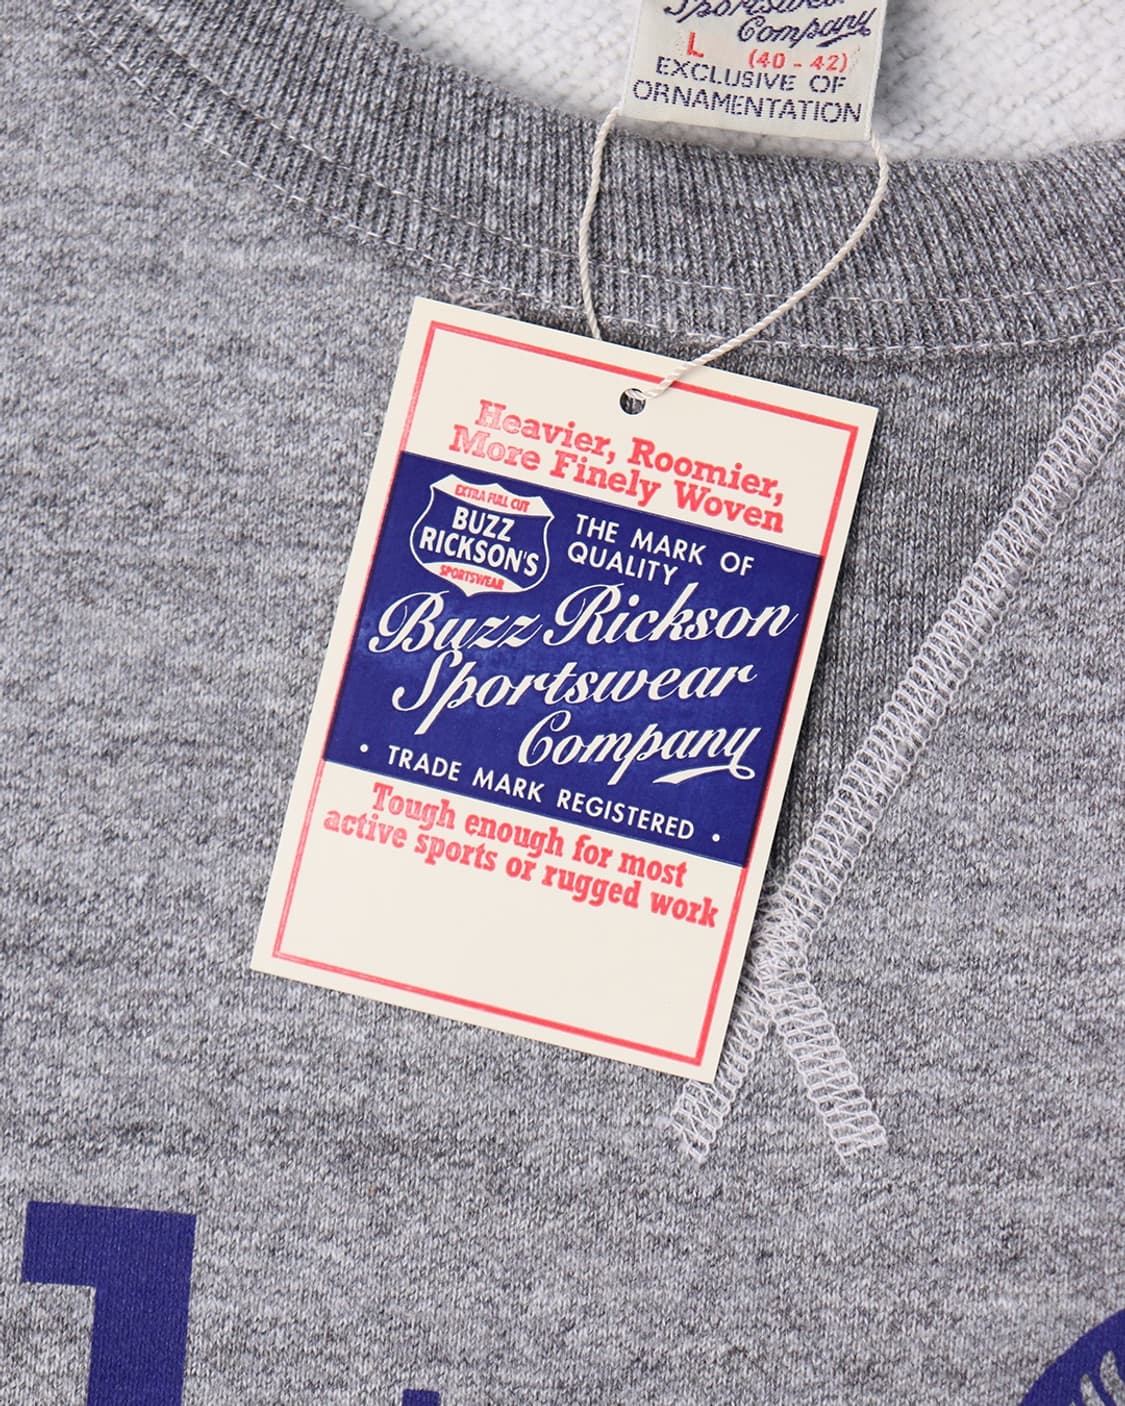 Sportswear
Company
L (40 - 42)
EXCLUSIVE OF
ORNAMENTATION
Heavier, Roomier,
More Finely Woven
EXTRA FULL CUT
BUZZ
RICKSON'S
SPORTSWEAR
THE MARK OF
QUALITY
Buzz Rickson
Sportswear
Company
· TRADE MARK REGISTERED ·
Tough enough for most
active sports or rugged work